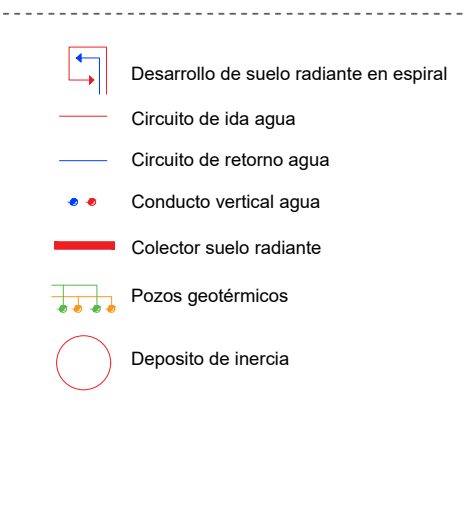 Desarrollo de suelo radiante en espiral
Circuito de ida agua
Circuito de retorno agua
Conducto vertical agua
Colector suelo radiante
Pozos geotérmicos
Deposito de inercia